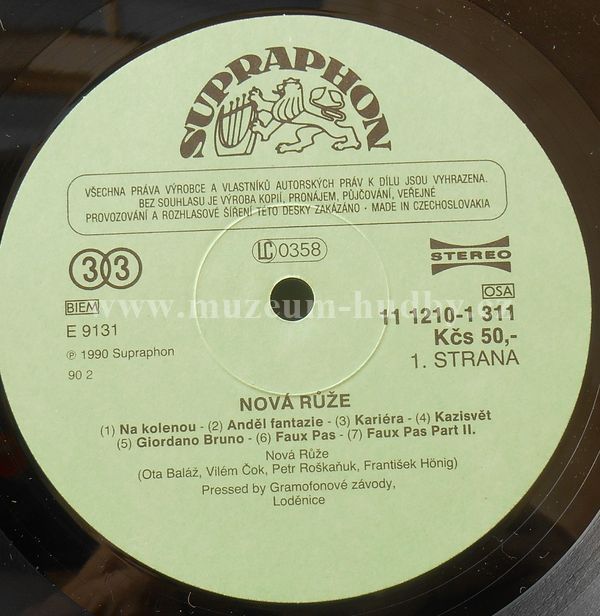 SUPRAPHON
VŠECHNA PRÁVA VÝROBCE A VLASTNÍKŮ AUTORSKÝCH PRÁV K DÍLU JSOU VYHRAZENA.
BEZ SOUHLASU JE VÝROBA KOPIÍ, PRONÁJEM, PŮJČOVÁNÍ, VEŘEJNÉ
PROVOZOVÁNÍ A ROZHLASOVÉ ŠÍŘENÍ TÉTO DESKY ZAKÁZÁNO - MADE IN CZECHOSLOVAKIA
33
LC 0358
STEREO
BIEM
OSA
www.muzeum-hudby.cz
E 9131
11 1210-1 311
Kčs 50,-
℗ 1990 Supraphon
1. STRANA
90 2
NOVÁ RŮŽE
(1) Na kolenou - (2) Anděl fantazie - (3) Kariéra - (4) Kazisvět
(5) Giordano Bruno - (6) Faux Pas - (7) Faux Pas Part II.
Nová Růže
(Ota Baláž, Vilém Čok, Petr Roškaňuk, František Hönig)
Pressed by Gramofonové závody,
Loděnice